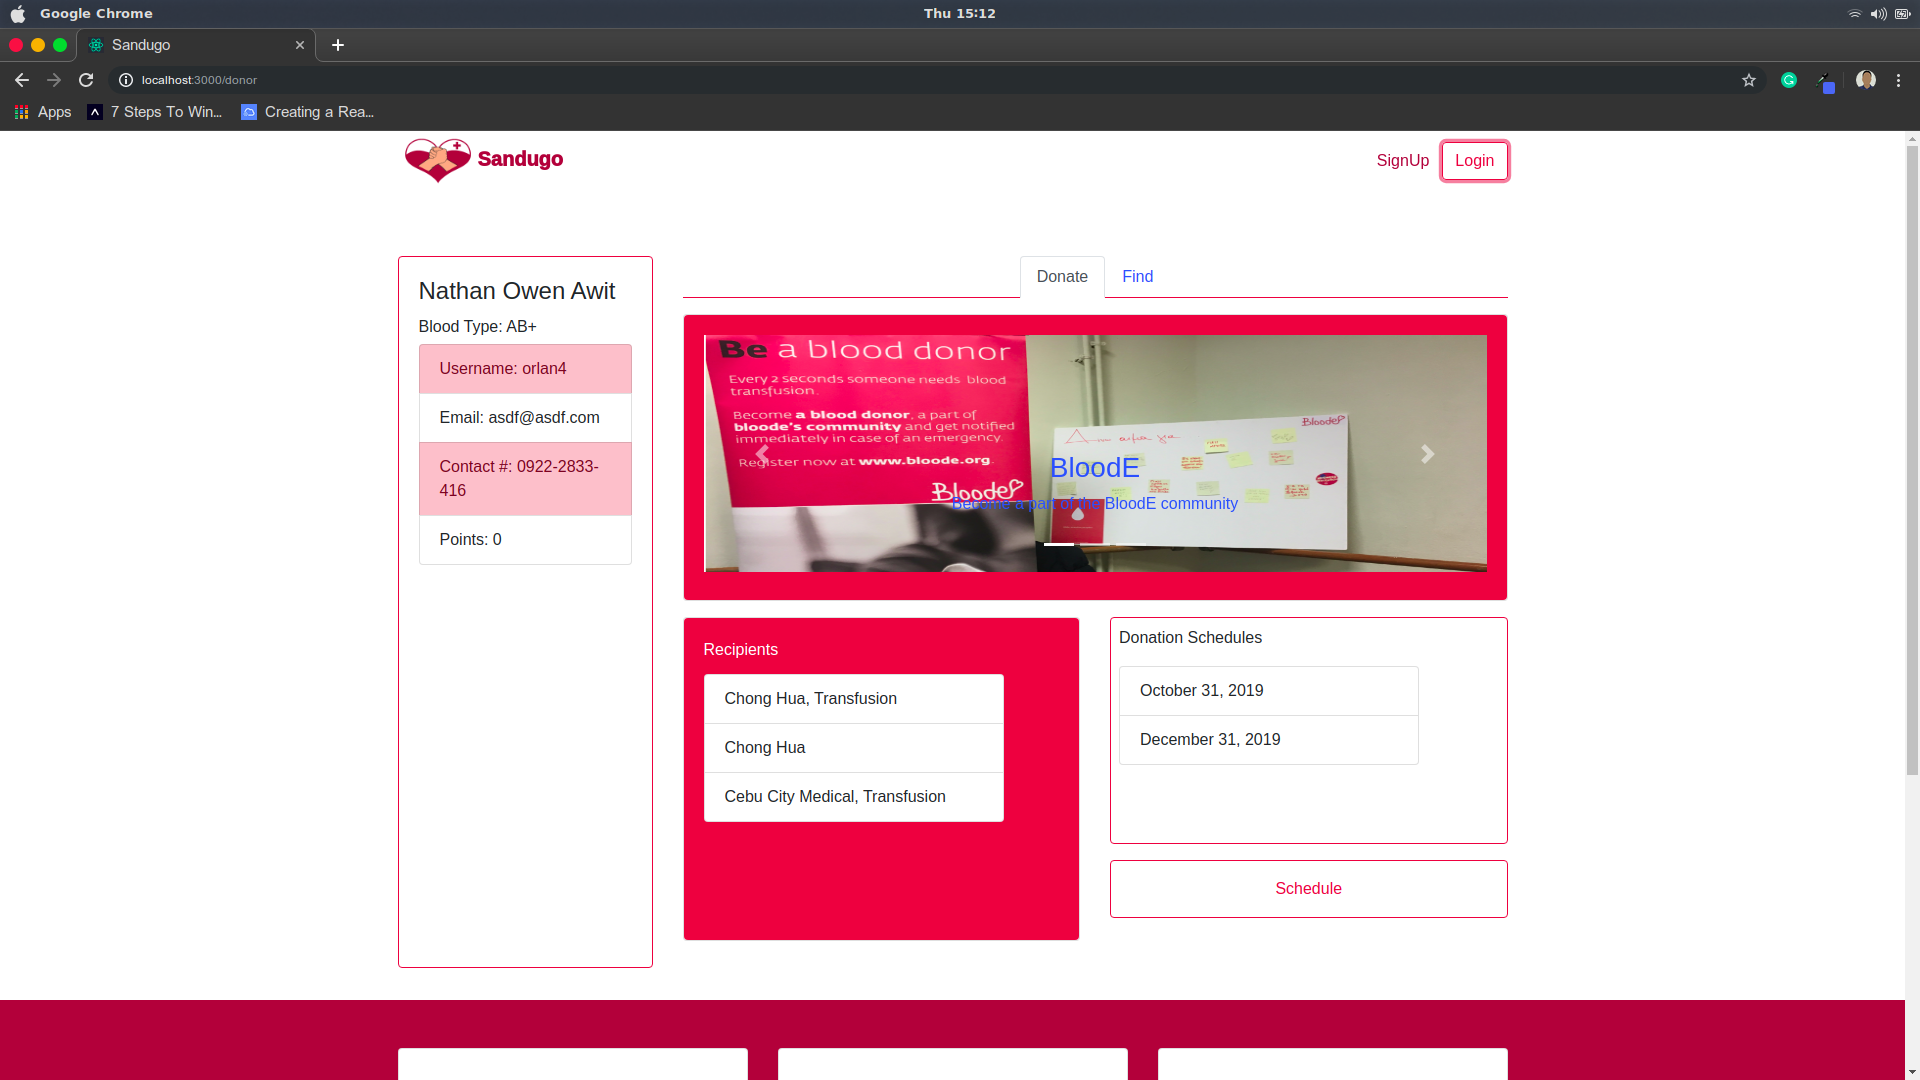 Google Chrome
Thu 15:12
Sandugo
localhost:3000/donor
Apps
7 Steps To Win...
Creating a Rea...
Sandugo
SignUp
Login
Nathan Owen Awit
Blood Type: AB+
Username: orlan4
Email: asdf@asdf.com
Contact #: 0922-2833-
416
Points: 0
Donate
Find
Be a blood donor
Every 2 seconds someone needs blood
transfusion.
Become a blood donor, a part of
bloode's community and get notified
immediately in case of an emergency.
Register now at www.bloode.org.
Bloode
Bloode
BloodE
Become a part of the BloodE community
Recipients
Chong Hua, Transfusion
Chong Hua
Cebu City Medical, Transfusion
Donation Schedules
October 31, 2019
December 31, 2019
Schedule